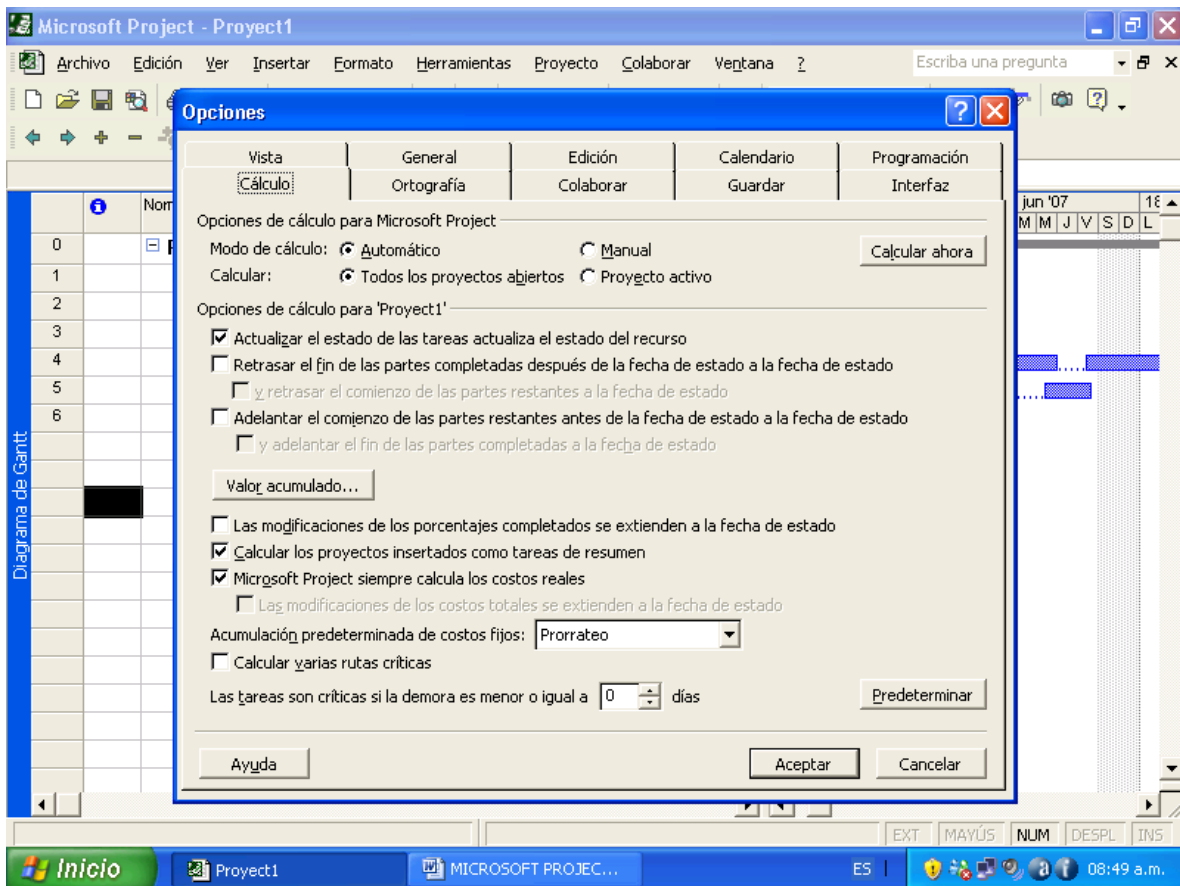 Microsoft Project - Proyect1
Archivo Edición Ver Insertar Formato Herramientas Proyecto Colaborar Ventana ? Escriba una pregunta
Opciones
Vista General Edición Calendario Programación
Cálculo Ortografía Colaborar Guardar Interfaz
Opciones de cálculo para Microsoft Project
Modo de cálculo: Automático Manual Calcular ahora
Calcular: Todos los proyectos abiertos Proyecto activo
Opciones de cálculo para 'Proyect1'
Actualizar el estado de las tareas actualiza el estado del recurso
Retrasar el fin de las partes completadas después de la fecha de estado a la fecha de estado
y retrasar el comienzo de las partes restantes a la fecha de estado
Adelantar el comienzo de las partes restantes antes de la fecha de estado a la fecha de estado
y adelantar el fin de las partes completadas a la fecha de estado
Valor acumulado...
Las modificaciones de los porcentajes completados se extienden a la fecha de estado
Calcular los proyectos insertados como tareas de resumen
Microsoft Project siempre calcula los costos reales
Las modificaciones de los costos totales se extienden a la fecha de estado
Acumulación predeterminada de costos fijos: Prorrateo
Calcular varias rutas críticas
Las tareas son críticas si la demora es menor o igual a 0 días Predeterminar
Ayuda Aceptar Cancelar
Nom
jun '07 18
M M J V S D L
0
1
2
3
4
5
6
Diagrama de Gantt
EXT MAYÚS NUM DESPL INS
Inicio Proyect1 MICROSOFT PROJEC... ES 08:49 a.m.